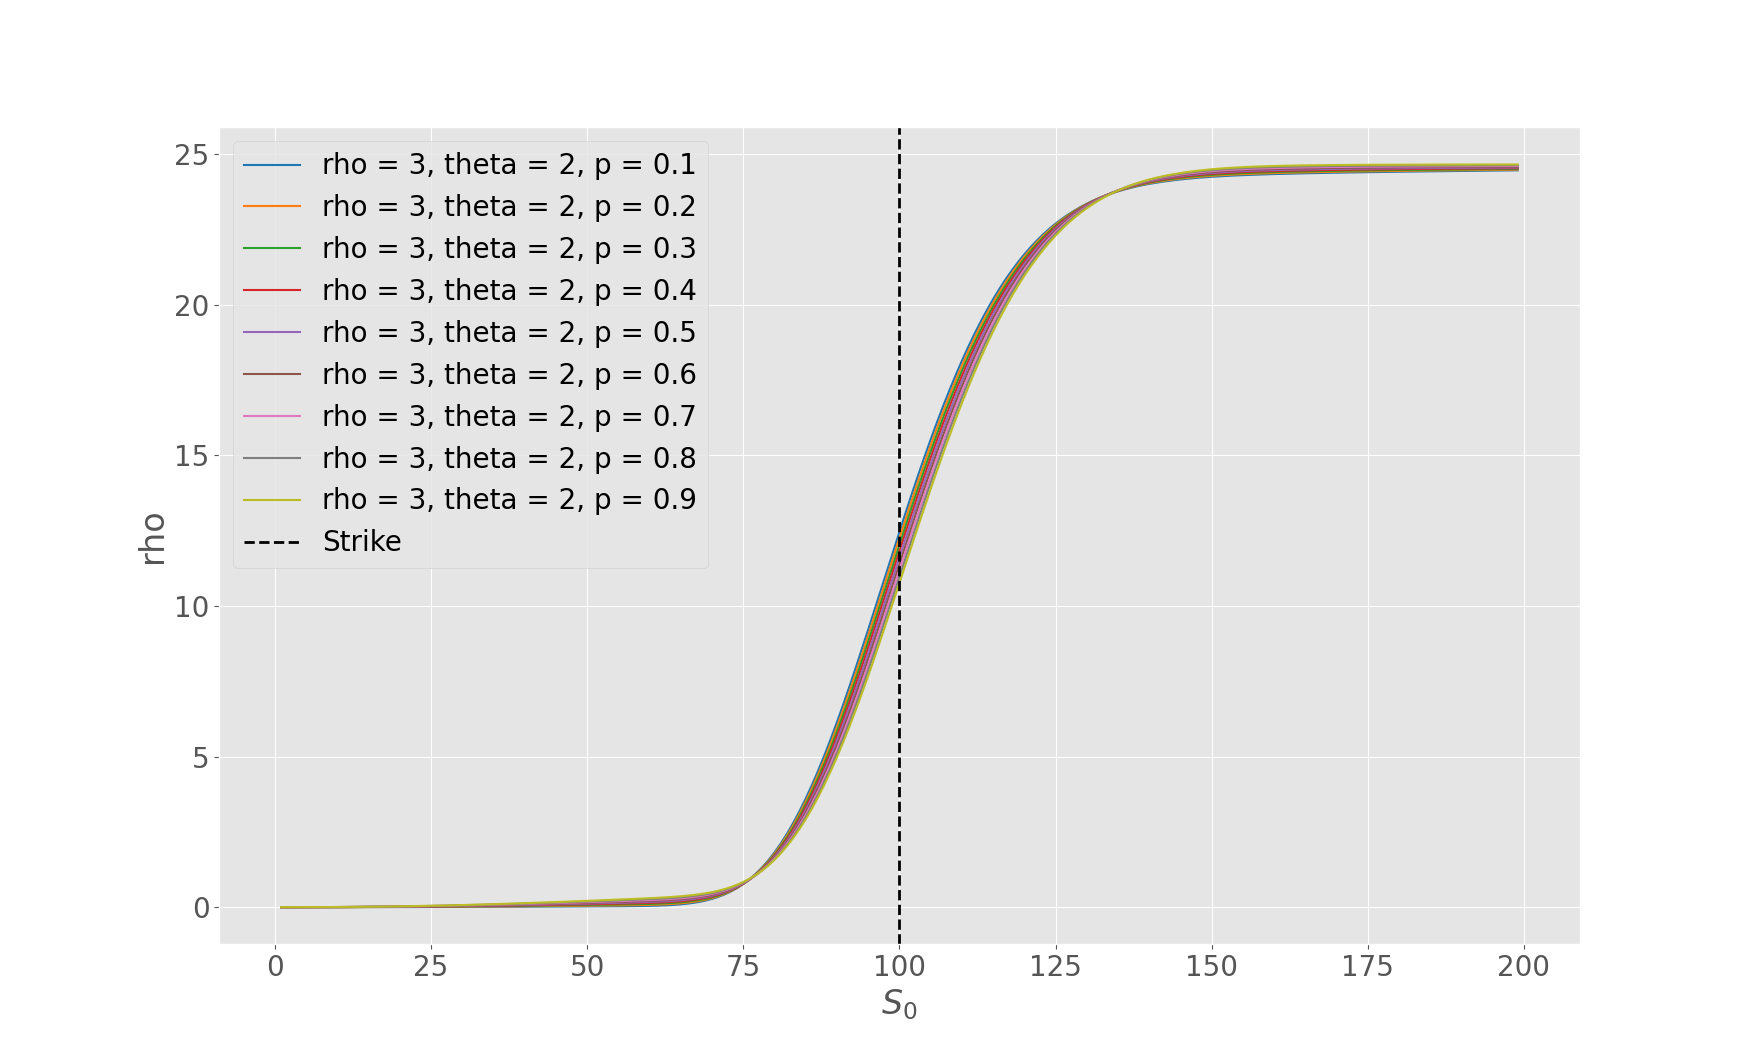 rho = 3, theta = 2, p = 0.1
rho = 3, theta = 2, p = 0.2
rho = 3, theta = 2, p = 0.3
rho = 3, theta = 2, p = 0.4
rho = 3, theta = 2, p = 0.5
rho = 3, theta = 2, p = 0.6
rho = 3, theta = 2, p = 0.7
rho = 3, theta = 2, p = 0.8
rho = 3, theta = 2, p = 0.9
Strike
25
20
15
10
5
0
rho
0 25 50 75 100 125 150 175 200
S₀